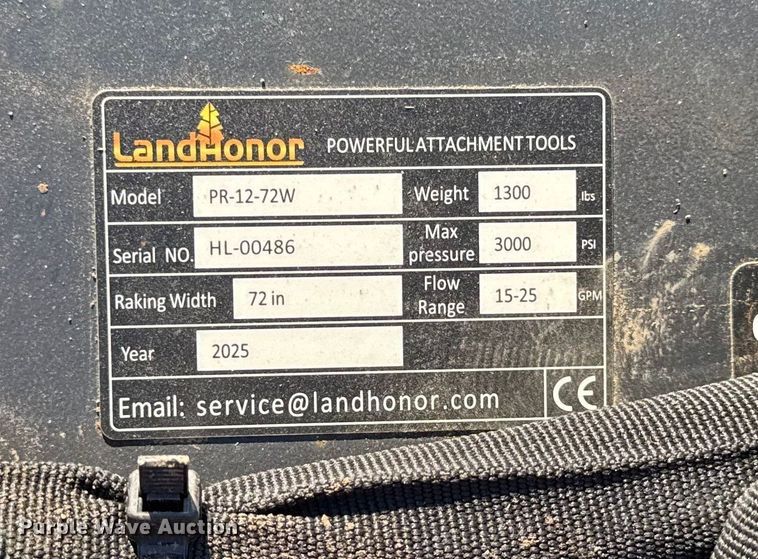 LandHonor POWERFUL ATTACHMENT TOOLS
Model PR-12-72W Weight 1300 lbs
Serial NO. HL-00486 Max pressure 3000 PSI
Raking Width 72 in Flow Range 15-25 GPM
Year 2025
Email: service@landhonor.com CE
Purple Wave Auction